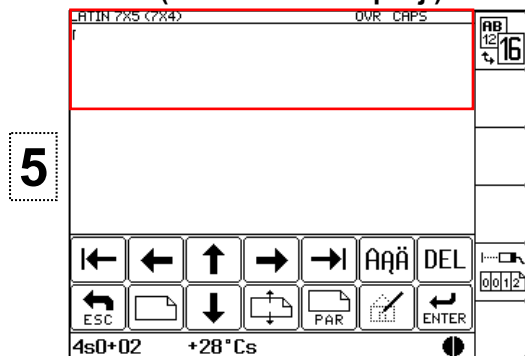 LATIN 7X5 (7X4) OVR CAPS
AB
12
16
5
AĄÄ DEL
0012
ESC PAR ENTER
4s0+02 +28°Cs